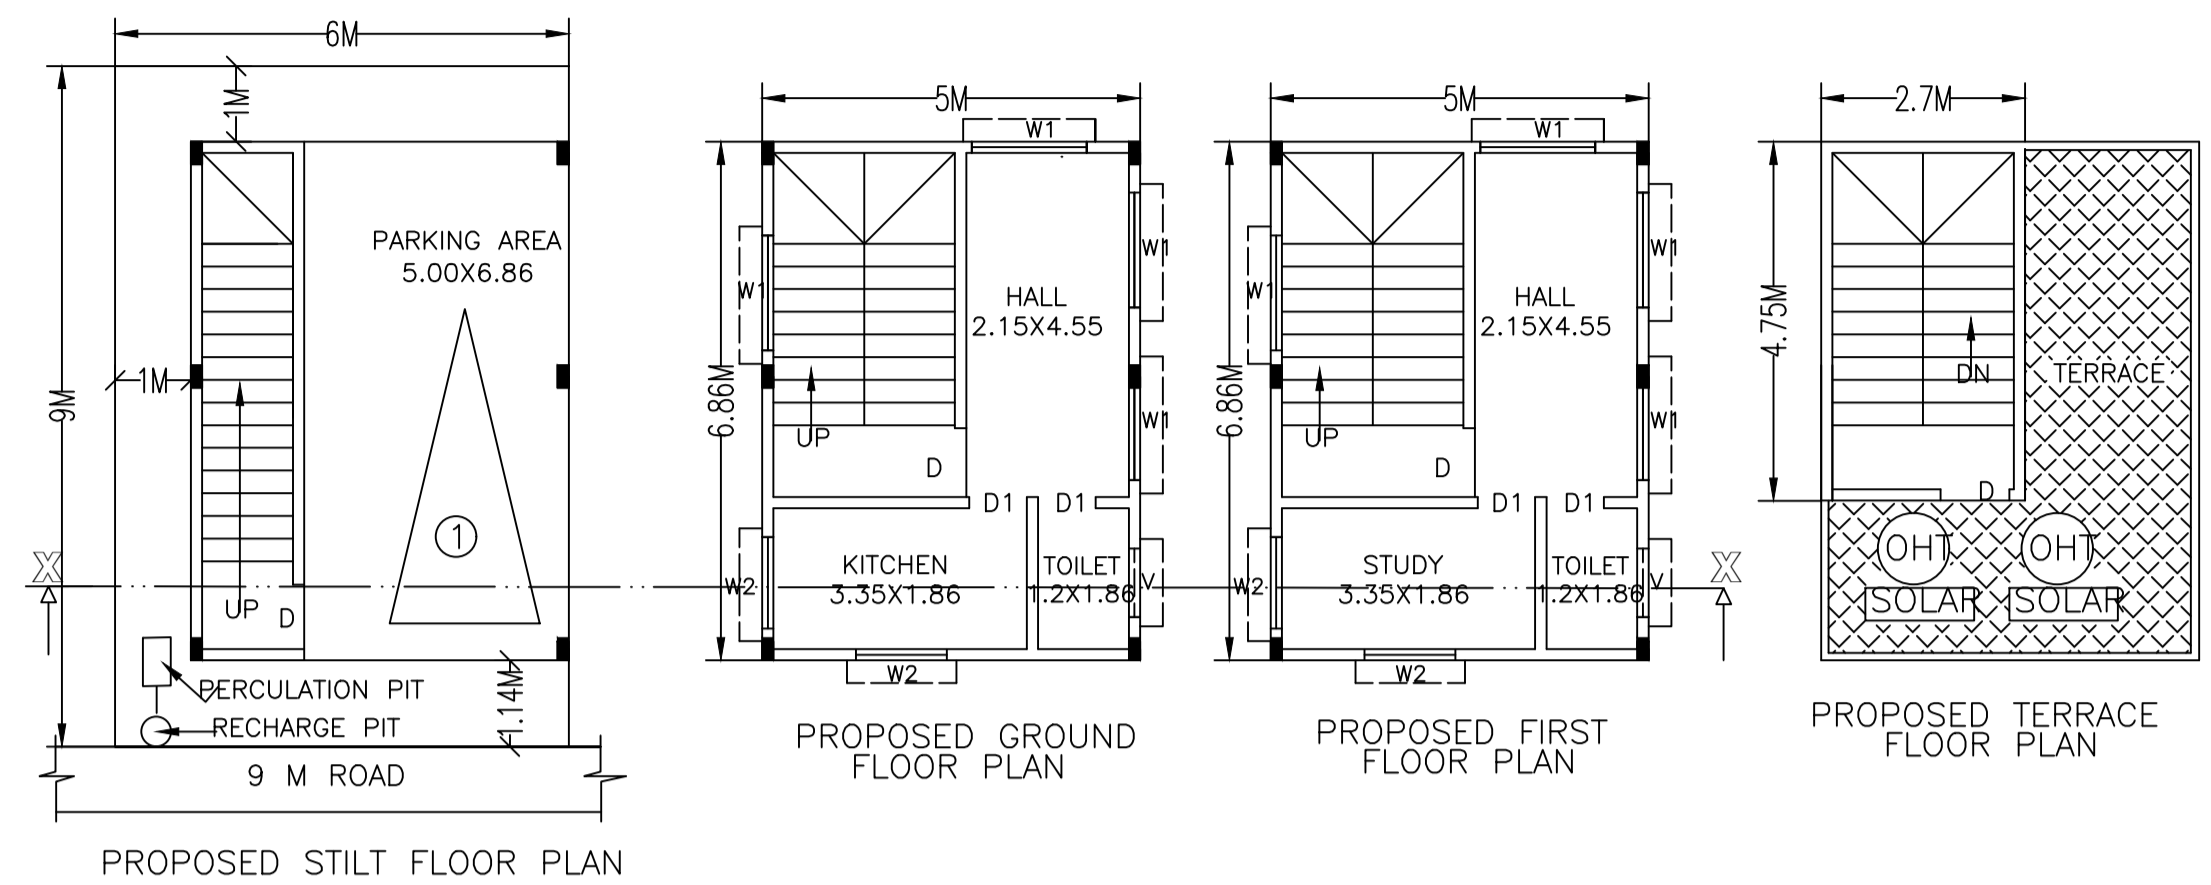 6M
1M
9M
1M
PARKING AREA
5.00X6.86
1
X
UP
D
PERCULATION PIT
RECHARGE PIT
1.14M
9 M ROAD
PROPOSED STILT FLOOR PLAN
5M
W1
W1
W1
HALL
2.15X4.55
6.86M
W1
UP
D
D1 D1
KITCHEN
3.35X1.86
TOILET
1.2X1.86
W2
V
W2
PROPOSED GROUND
FLOOR PLAN
5M
W1
W1
W1
HALL
2.15X4.55
6.86M
W1
UP
D
D1 D1
STUDY
3.35X1.86
TOILET
1.2X1.86
W2
V
X
W2
PROPOSED FIRST
FLOOR PLAN
2.7M
4.75M
DN
TERRACE
D
OHT OHT
SOLAR SOLAR
PROPOSED TERRACE
FLOOR PLAN